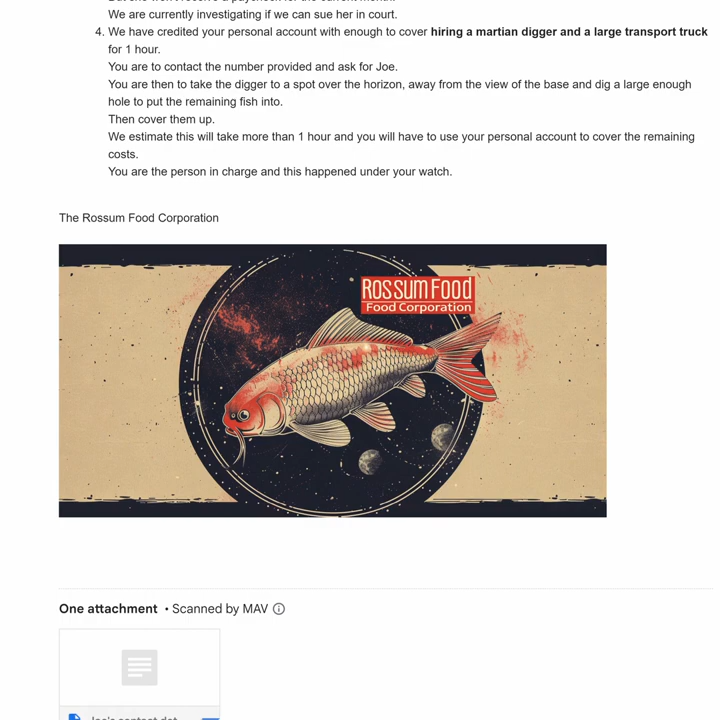 We are currently investigating if we can sue her in court.
4. We have credited your personal account with enough to cover hiring a martian digger and a large transport truck
for 1 hour.
You are to contact the number provided and ask for Joe.
You are then to take the digger to a spot over the horizon, away from the view of the base and dig a large enough
hole to put the remaining fish into.
Then cover them up.
We estimate this will take more than 1 hour and you will have to use your personal account to cover the remaining
costs.
You are the person in charge and this happened under your watch.
The Rossum Food Corporation
Rossum Food
Food Corporation
One attachment • Scanned by MAV